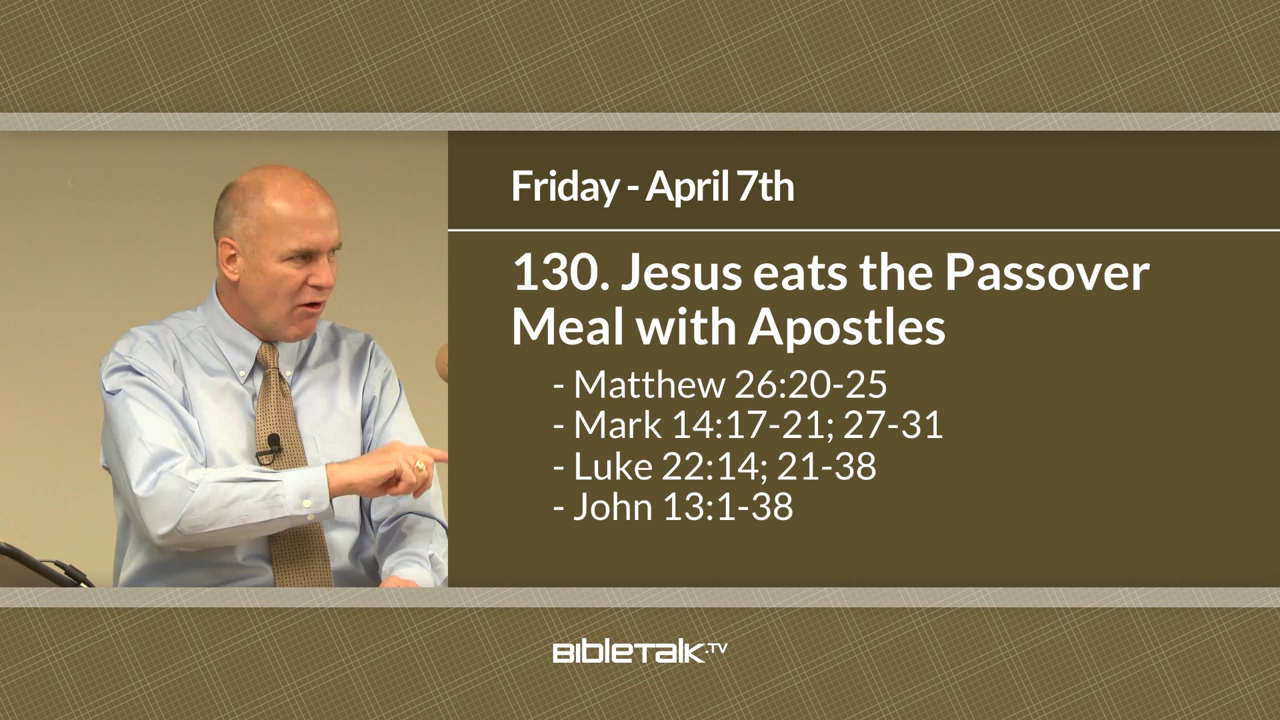 Friday - April 7th
130. Jesus eats the Passover
Meal with Apostles
- Matthew 26:20-25
- Mark 14:17-21; 27-31
- Luke 22:14; 21-38
- John 13:1-38
BIBLETALK.TV